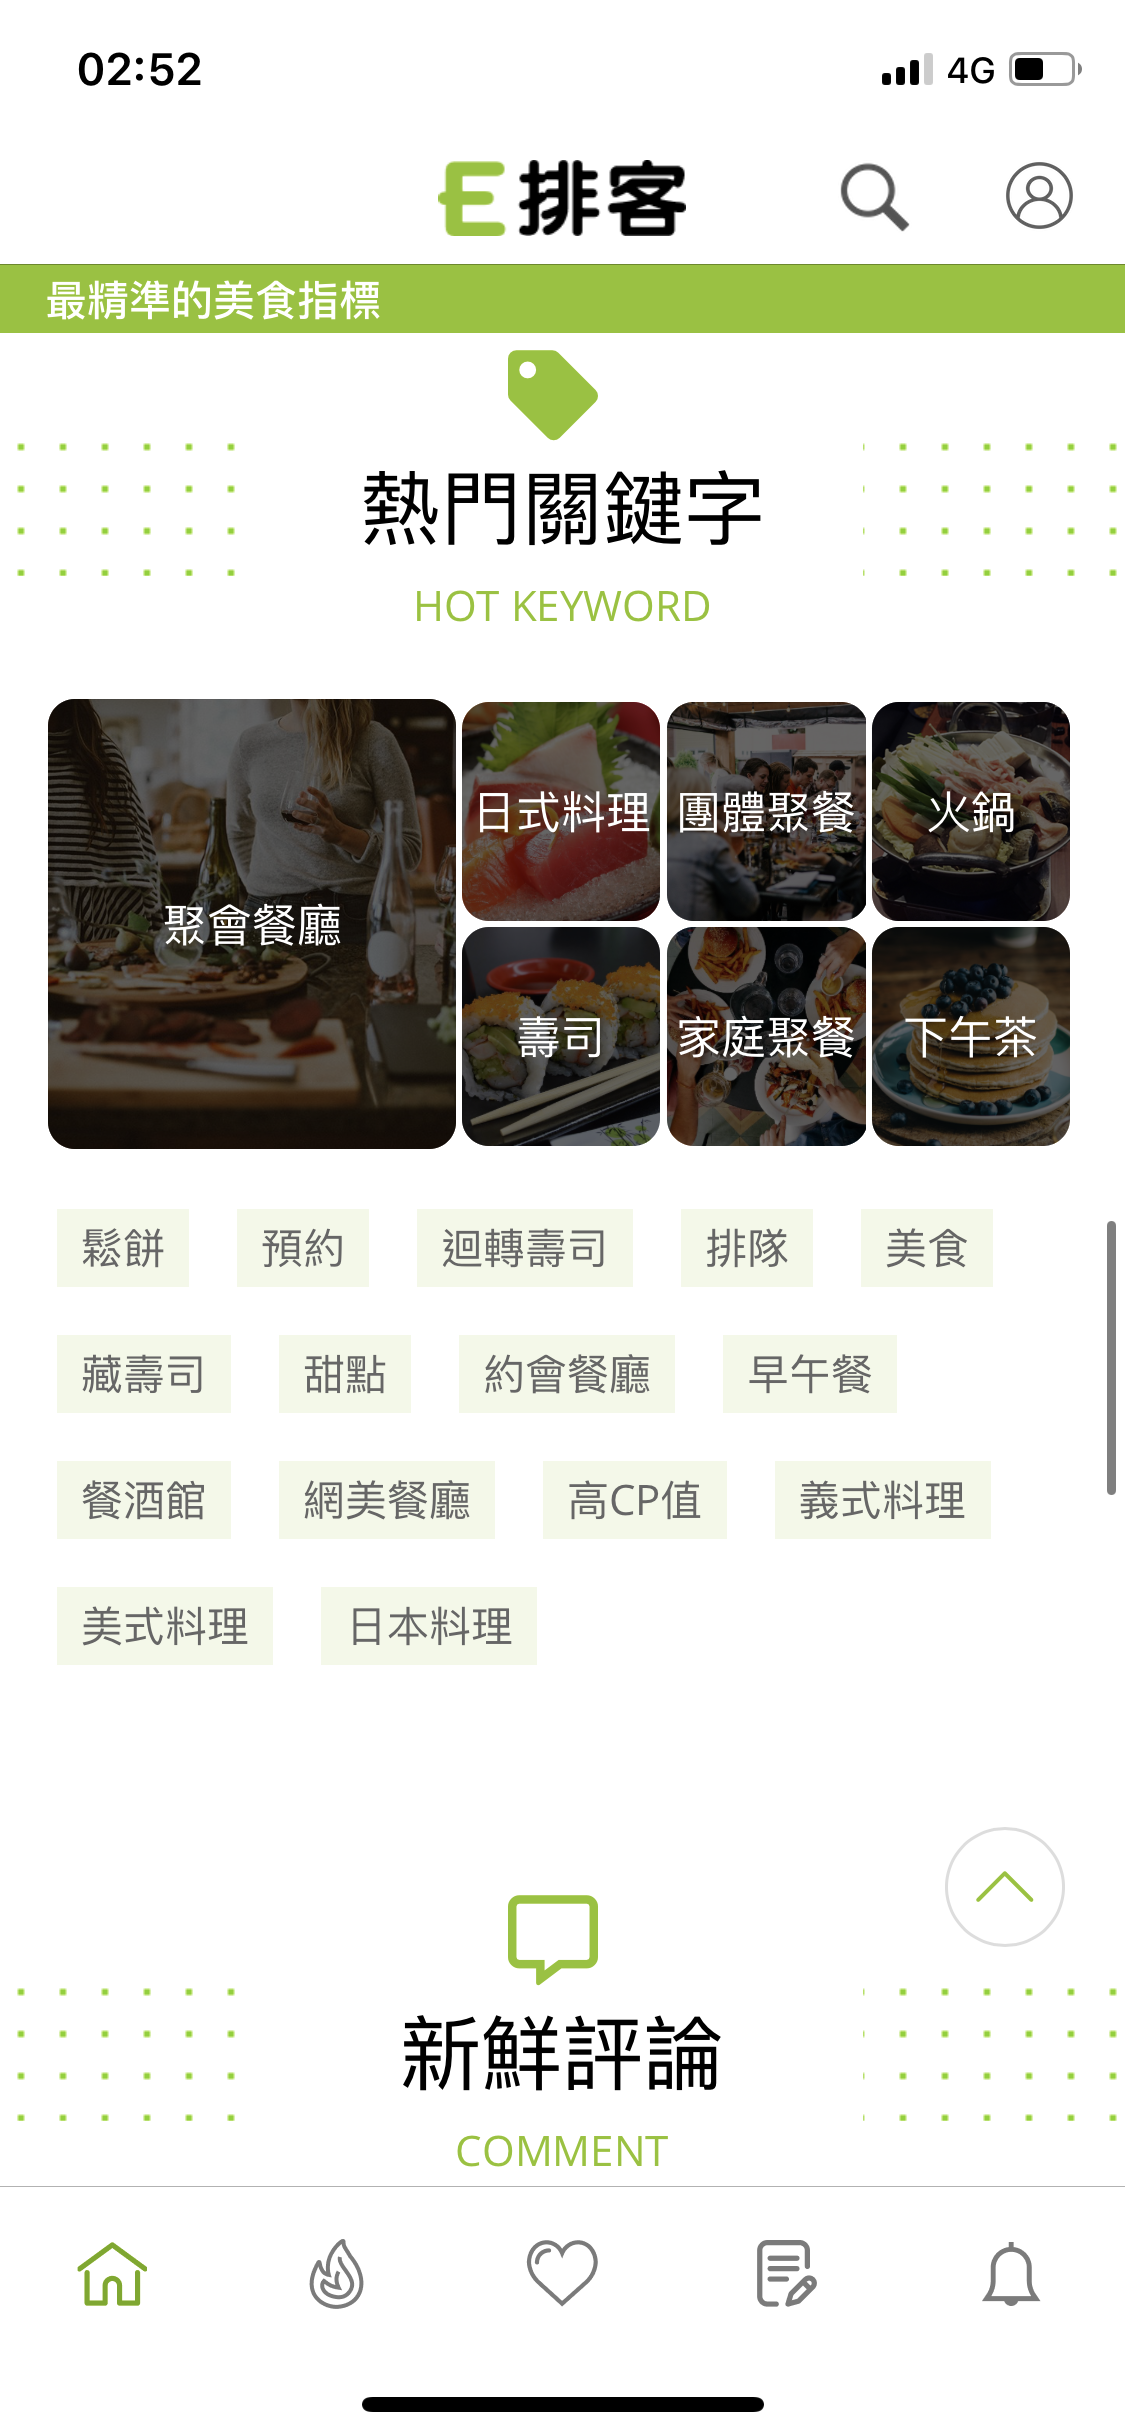 02:52
4G
E排客
最精準的美食指標
熱門關鍵字
HOT KEYWORD
聚會餐廳
日式料理
團體聚餐
火鍋
壽司
家庭聚餐
下午茶
鬆餅 預約 迴轉壽司 排隊 美食
藏壽司 甜點 約會餐廳 早午餐
餐酒館 網美餐廳 高CP值 義式料理
美式料理 日本料理
新鮮評論
COMMENT